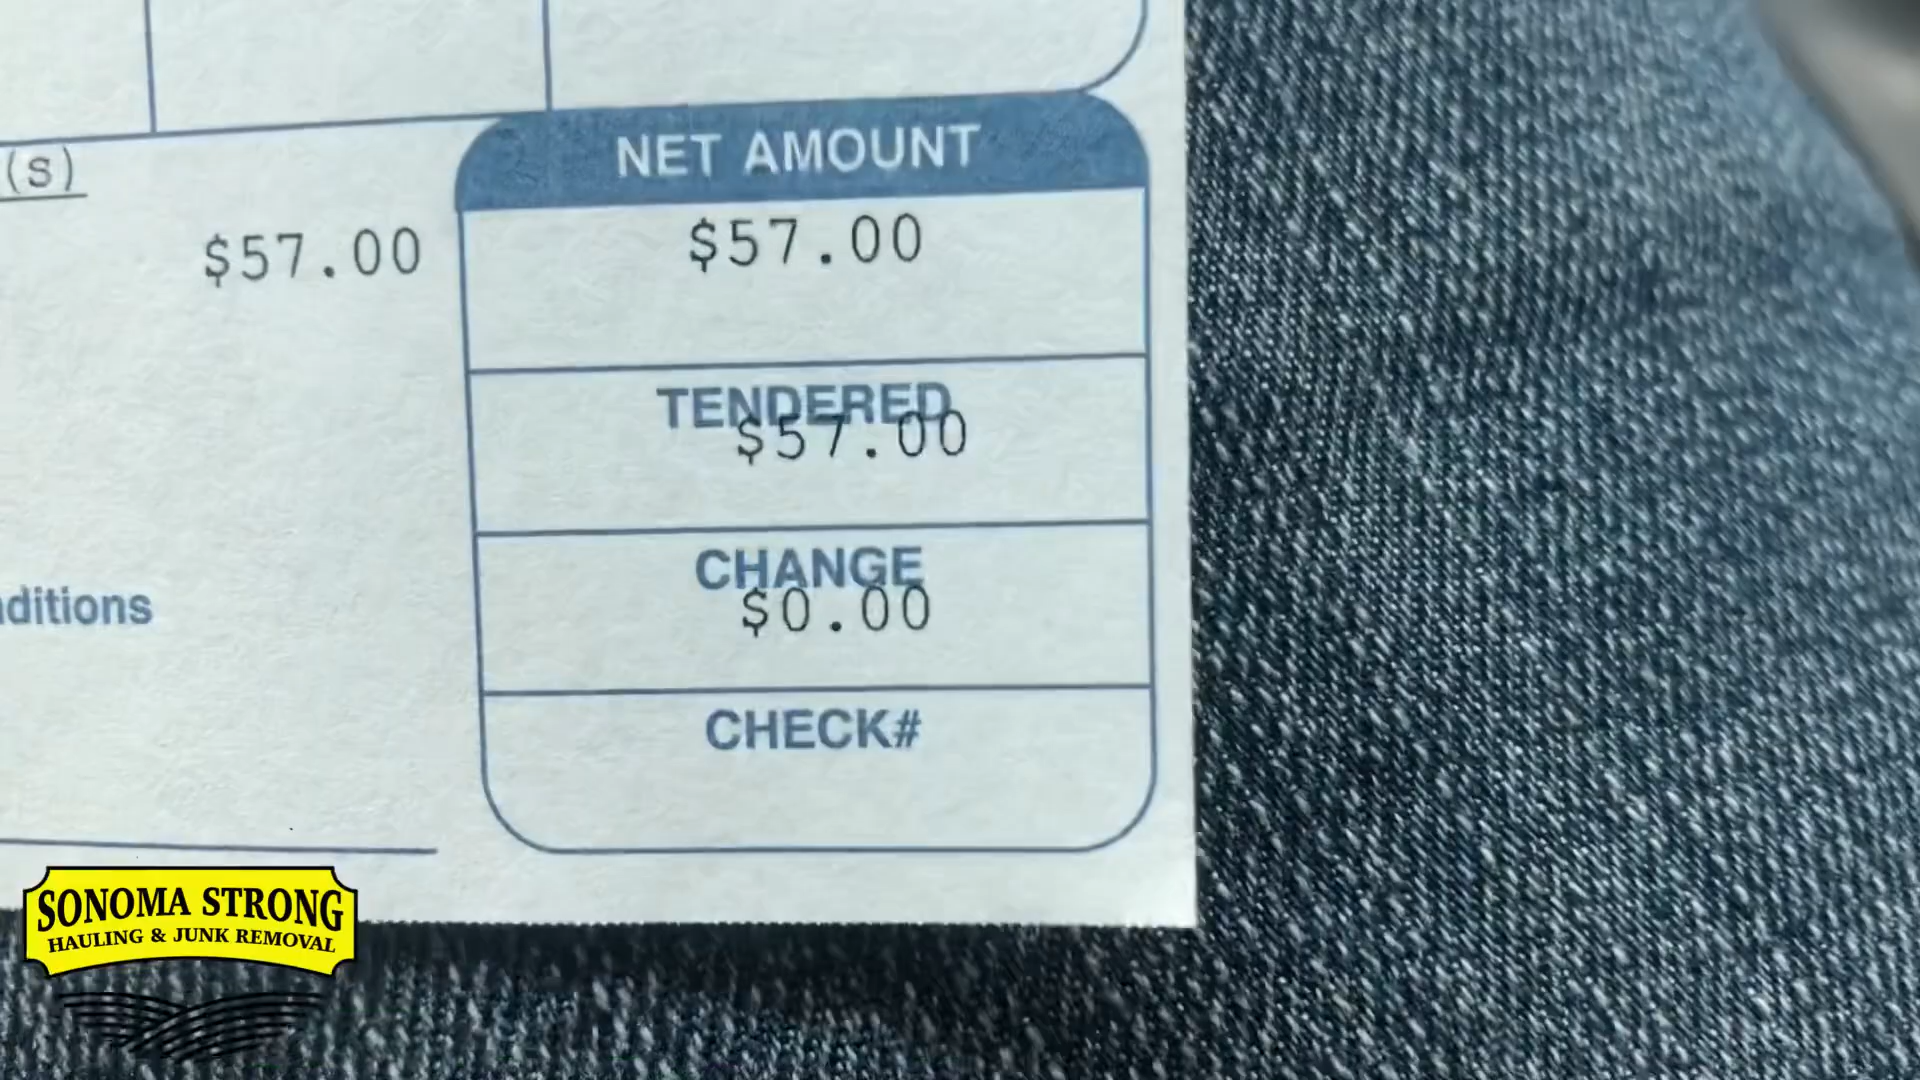 (s)
NET AMOUNT
$57.00
$57.00
TENDERED
$57.00
CHANGE
$0.00
ditions
CHECK#
SONOMA STRONG
HAULING & JUNK REMOVAL